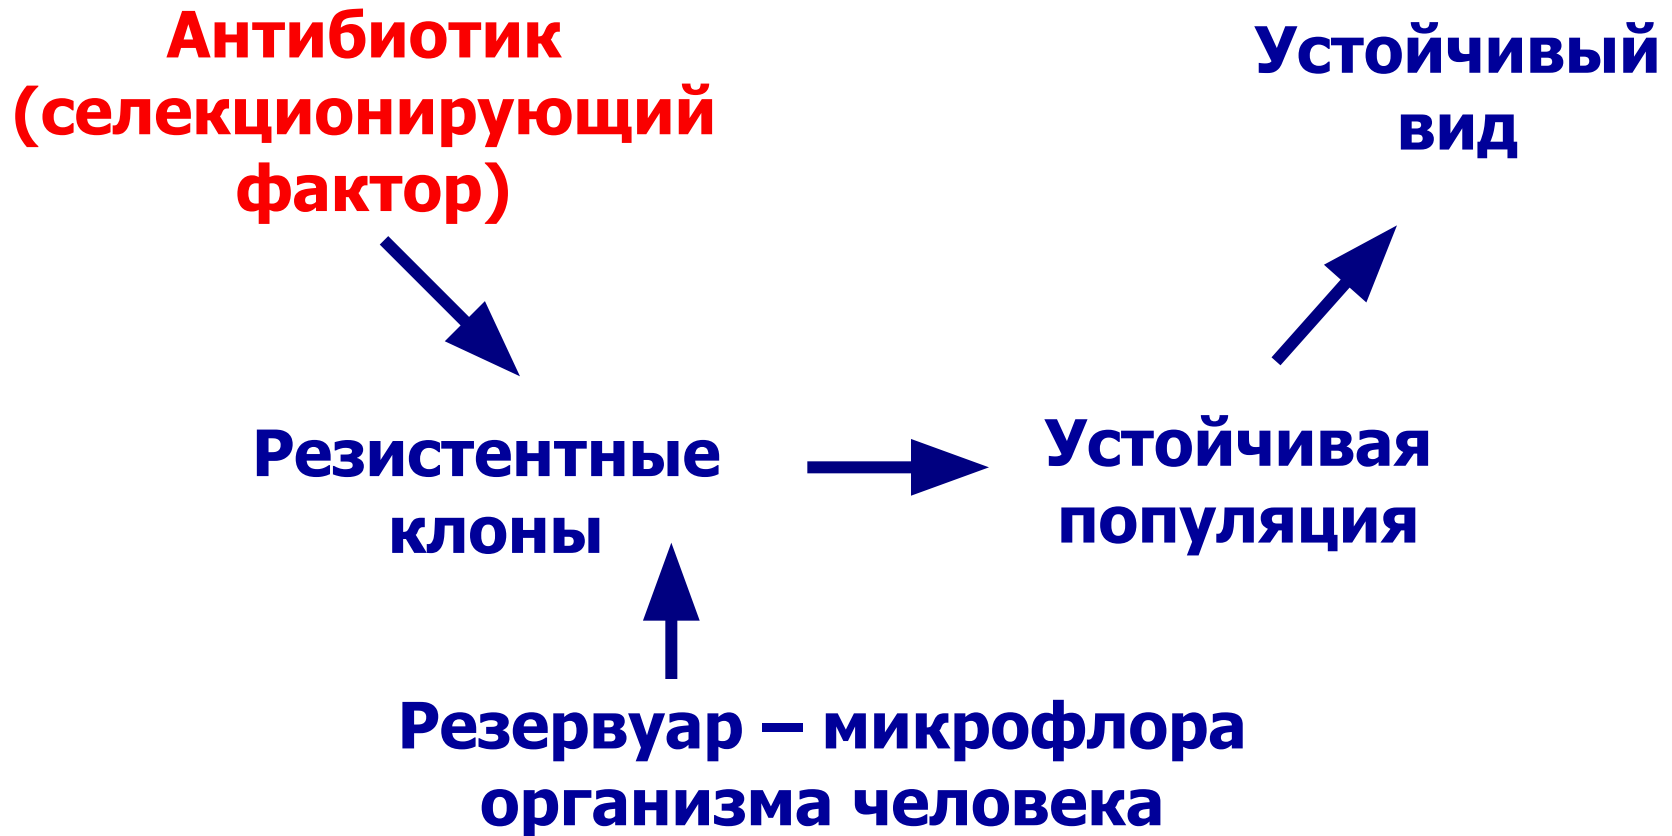 Антибиотик
(селекционирующий
фактор)
Устойчивый
вид
Резистентные
клоны
Устойчивая
популяция
Резервуар – микрофлора
организма человека